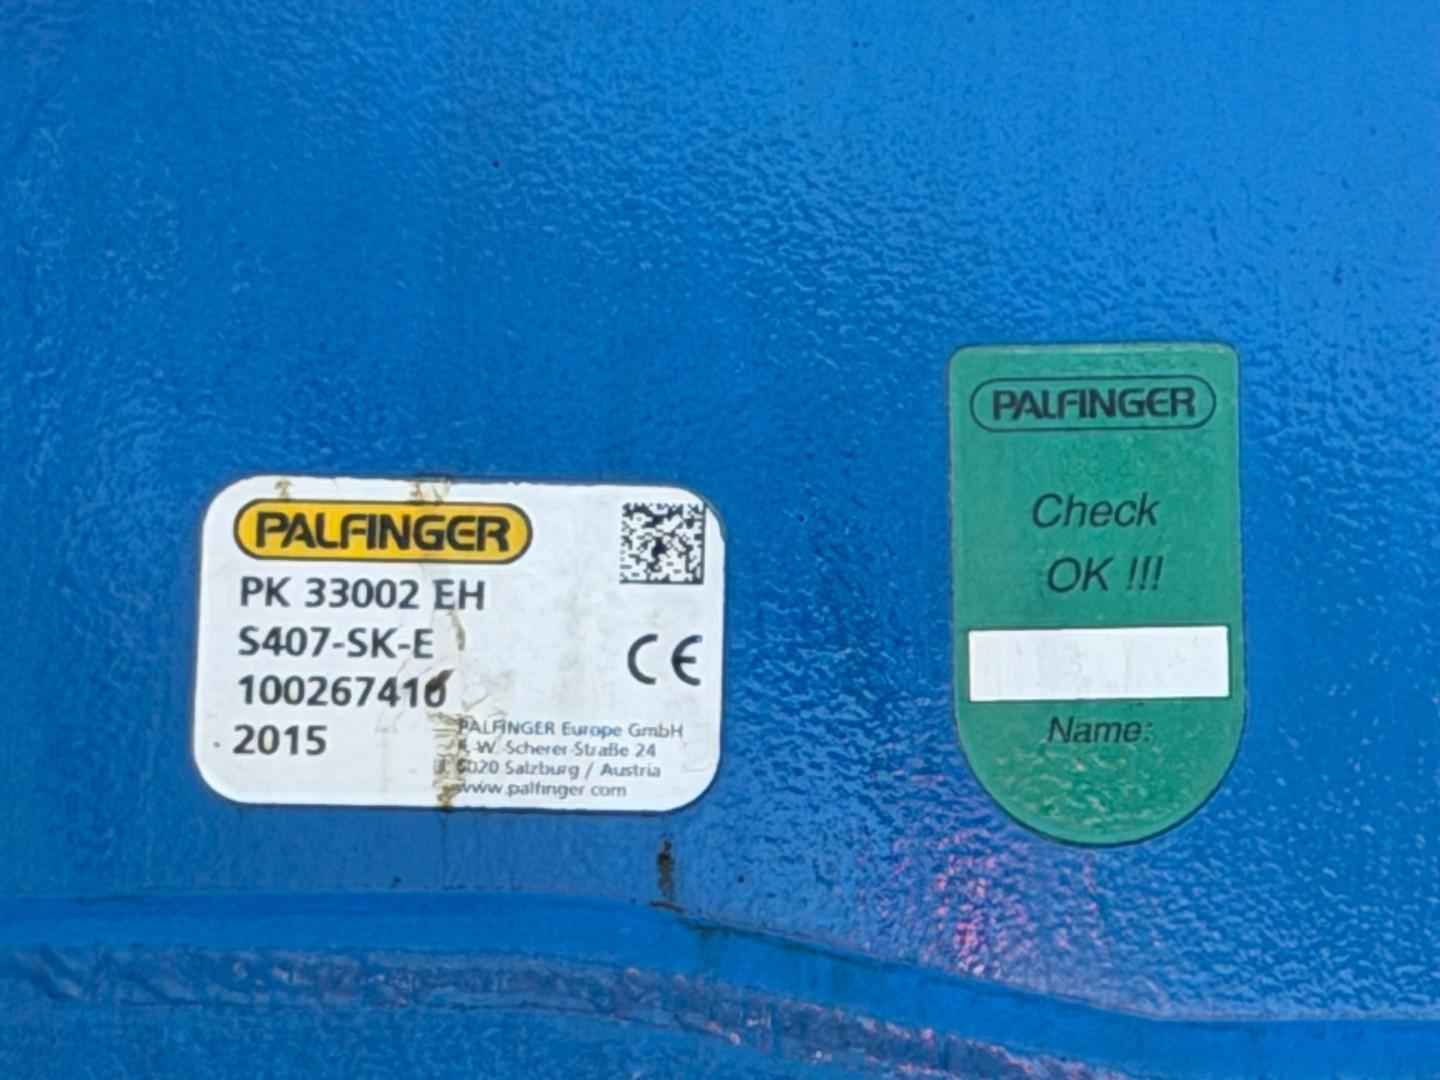 PALFINGER
PK 33002 EH
S407-SK-E
100267410
2015
PALFINGER Europe GmbH
F. W. Scherer-Straße 24
5020 Salzburg / Austria
www.palfinger.com
CE
PALFINGER
Check
OK !!!
Name: